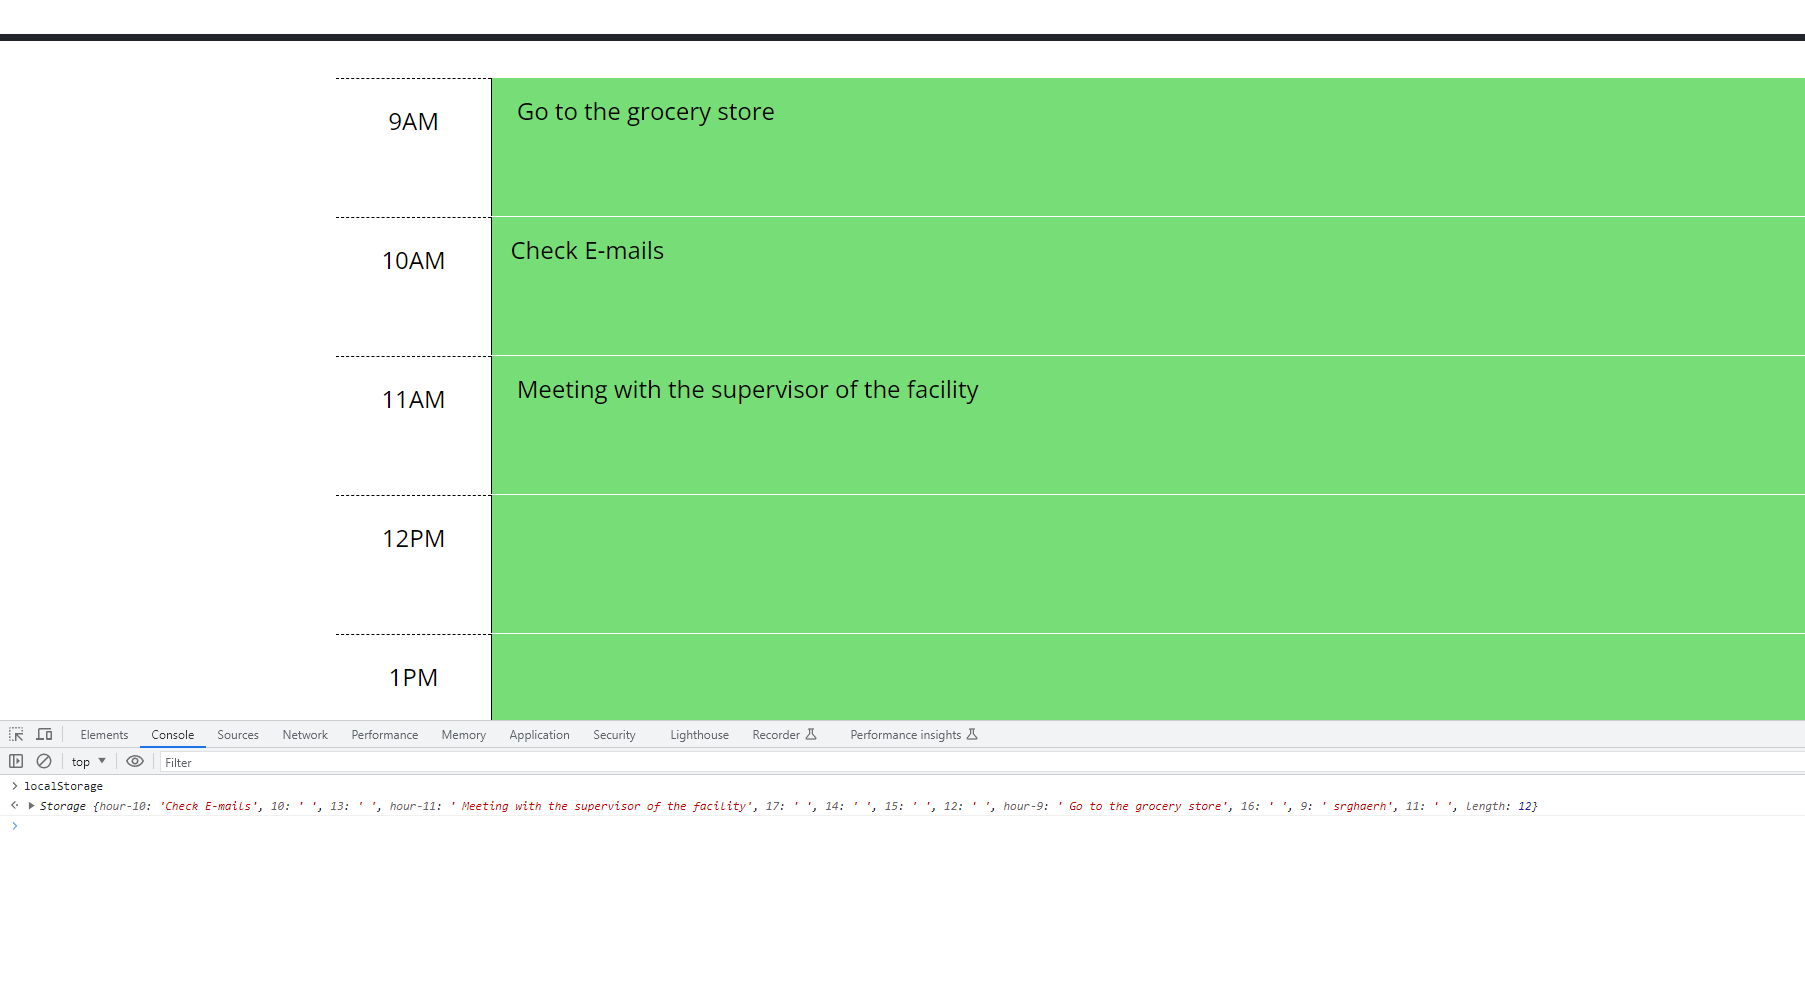 9AM Go to the grocery store
10AM Check E-mails
11AM Meeting with the supervisor of the facility
12PM
1PM
Elements Console Sources Network Performance Memory Application Security Lighthouse Recorder Performance insights
top Filter
localStorage
Storage {hour-10: 'Check E-mails', 10: ' ', 13: ' ', hour-11: ' Meeting with the supervisor of the facility', 17: ' ', 14: ' ', 15: ' ', 12: ' ', hour-9: ' Go to the grocery store', 16: ' ', 9: ' srghaerh', 11: ' ', length: 12}